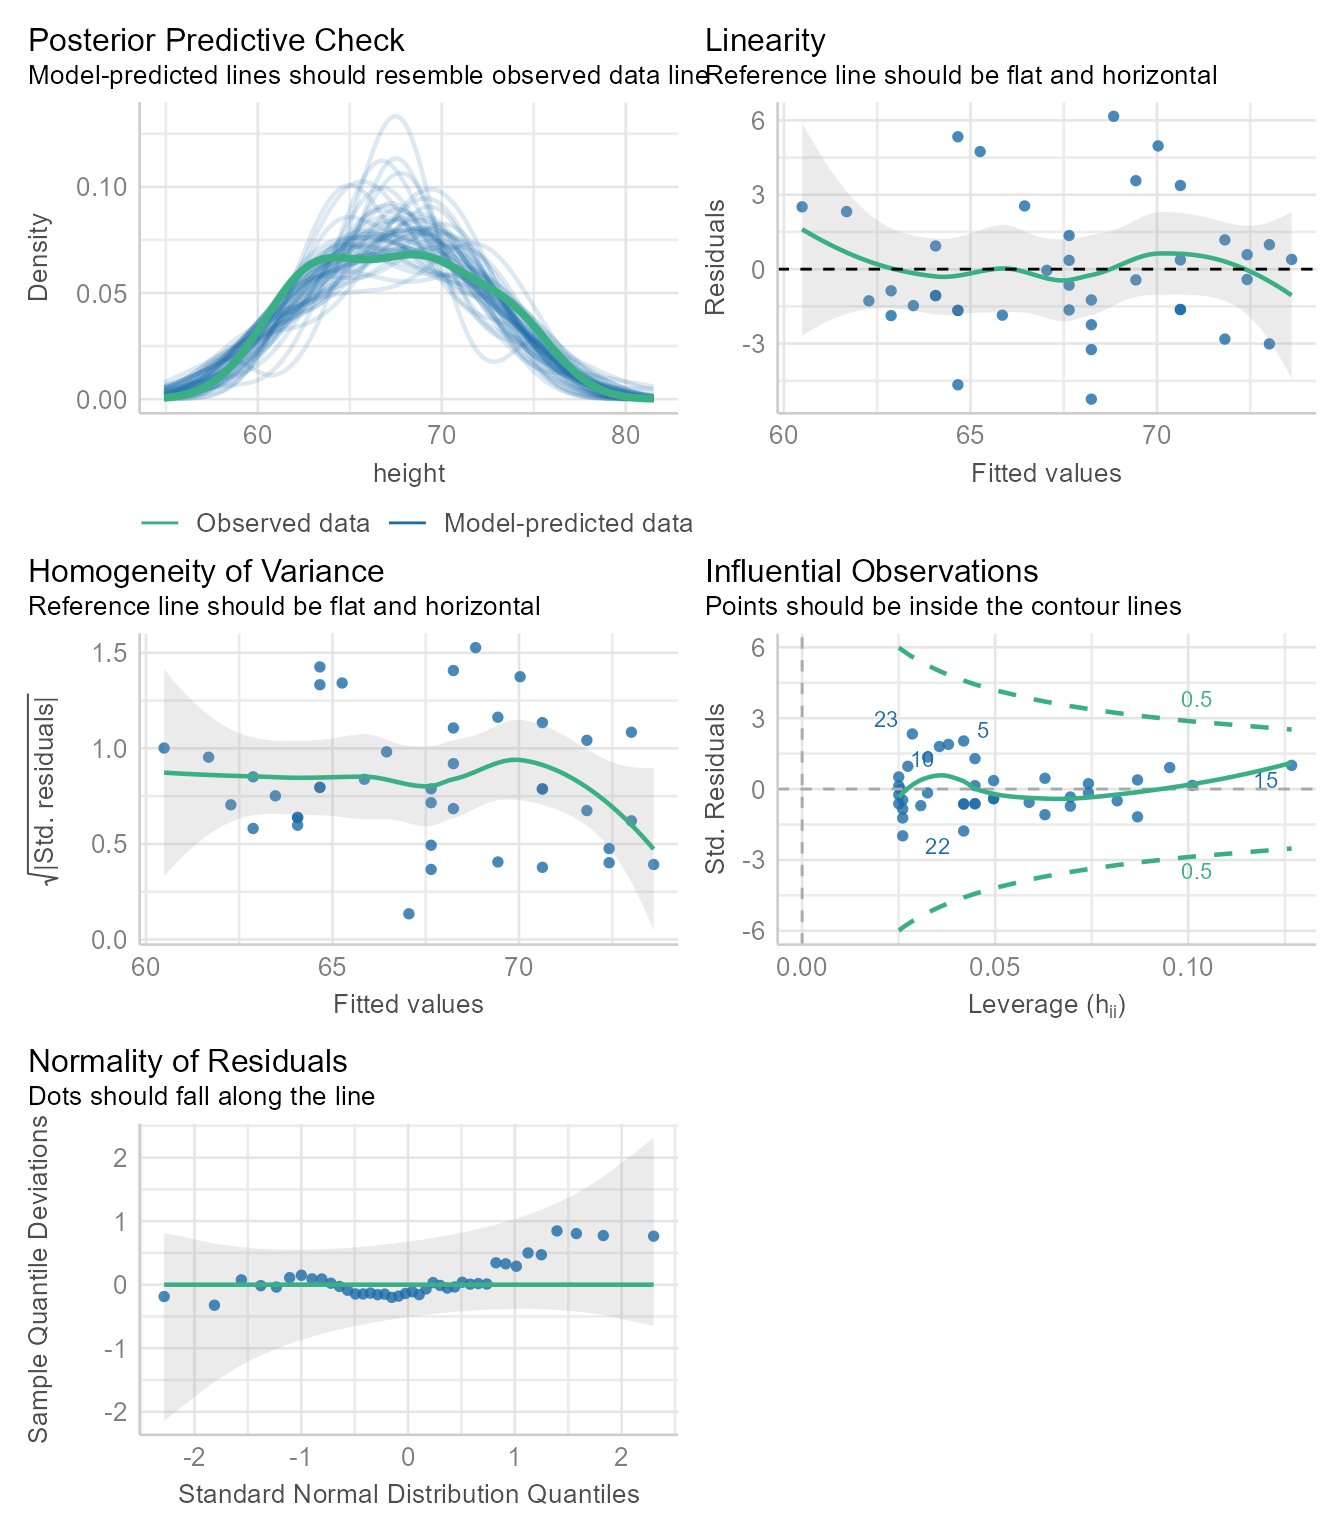 Posterior Predictive Check
Model-predicted lines should resemble observed data line
Density
0.10
0.05
0.00
60
70
80
height
Observed data
Model-predicted data
Linearity
Reference line should be flat and horizontal
Residuals
6
3
0
-3
60
65
70
Fitted values
Homogeneity of Variance
Reference line should be flat and horizontal
√|Std. residuals|
1.5
1.0
0.5
0.0
60
65
70
Fitted values
Influential Observations
Points should be inside the contour lines
Std. Residuals
6
3
0
-3
-6
0.5
23
5
10
15
22
0.5
0.00
0.05
0.10
Leverage (hii)
Normality of Residuals
Dots should fall along the line
Sample Quantile Deviations
2
1
0
-1
-2
-2
-1
0
1
2
Standard Normal Distribution Quantiles